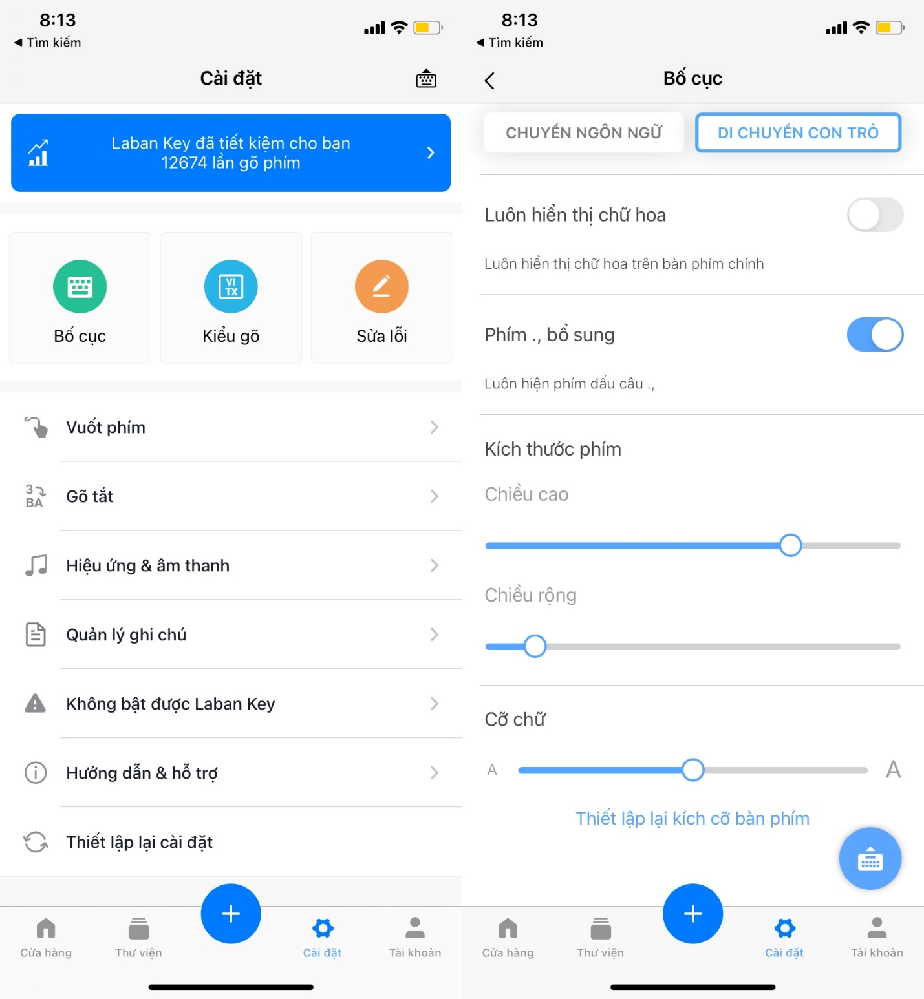 8:13
◀ Tìm kiếm
Cài đặt
Laban Key đã tiết kiệm cho bạn
12674 lần gõ phím
Bố cục
VI
TX
Kiểu gõ
Sửa lỗi
Vuốt phím
3
BA
Gõ tắt
Hiệu ứng & âm thanh
Quản lý ghi chú
Không bật được Laban Key
Hướng dẫn & hỗ trợ
Thiết lập lại cài đặt
Cửa hàng
Thư viện
Cài đặt
Tài khoản
8:13
◀ Tìm kiếm
Bố cục
CHUYỂN NGÔN NGỮ
DI CHUYỂN CON TRỎ
Luôn hiển thị chữ hoa
Luôn hiển thị chữ hoa trên bàn phím chính
Phím ., bổ sung
Luôn hiện phím dấu câu .,
Kích thước phím
Chiều cao
Chiều rộng
Cỡ chữ
A
A
Thiết lập lại kích cỡ bàn phím
Cửa hàng
Thư viện
Cài đặt
Tài khoản